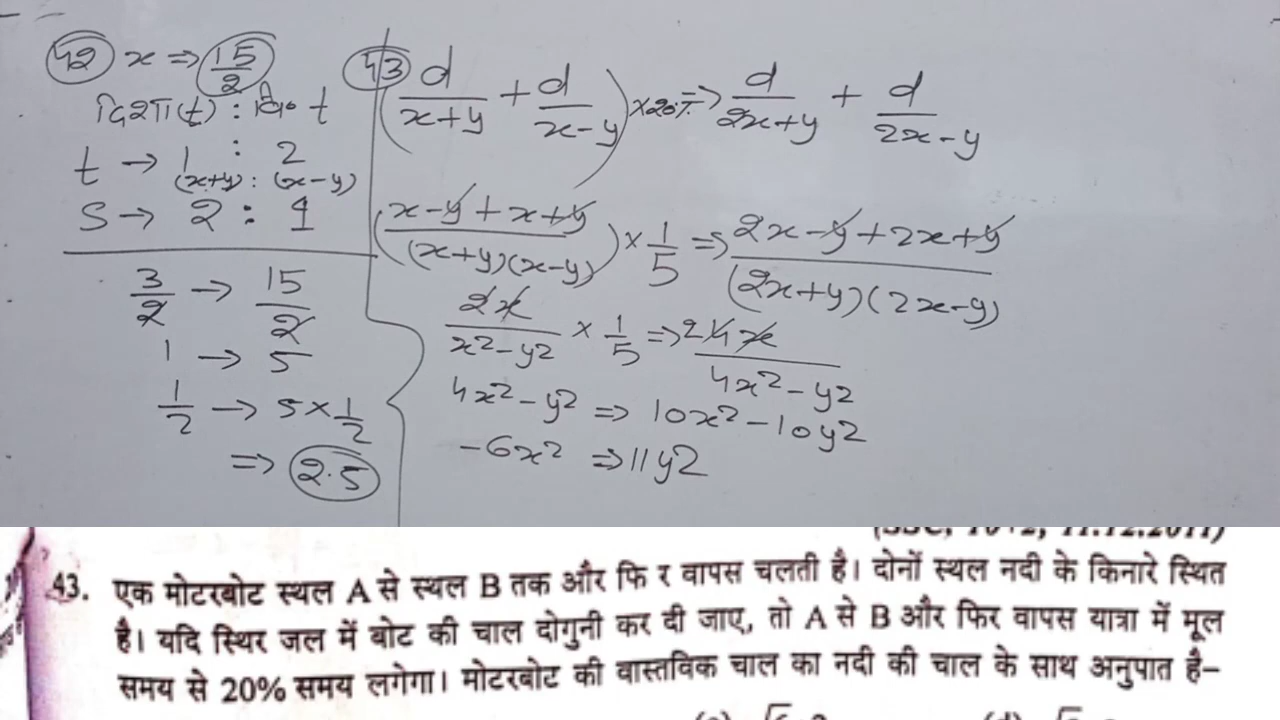 42 x ⇒ 15/2
दिशा(t) : वि० t
t → 1 : 2
(x+y) : (x-y)
S → 2 : 1
3/2 → 15/2
1 → 5
1/2 → 5×1/2
⇒ 2.5
43 (d/(x+y) + d/(x-y)) ×20% ⇒ d/(2x+y) + d/(2x-y)
((x-y+x+y)/((x+y)(x-y))) × 1/5 ⇒ (2x-y+2x+y)/((2x+y)(2x-y))
2x/(x2-y2) × 1/5 ⇒ 2 4x/(4x2-y2)
4x2-y2 ⇒ 10x2-10y2
-6x2 ⇒ 11y2
43. एक मोटरबोट स्थल A से स्थल B तक और फि र वापस चलती है। दोनों स्थल नदी के किनारे स्थित
है। यदि स्थिर जल में बोट की चाल दोगुनी कर दी जाए, तो A से B और फिर वापस यात्रा में मूल
समय से 20% समय लगेगा। मोटरबोट की वास्तविक चाल का नदी की चाल के साथ अनुपात है–